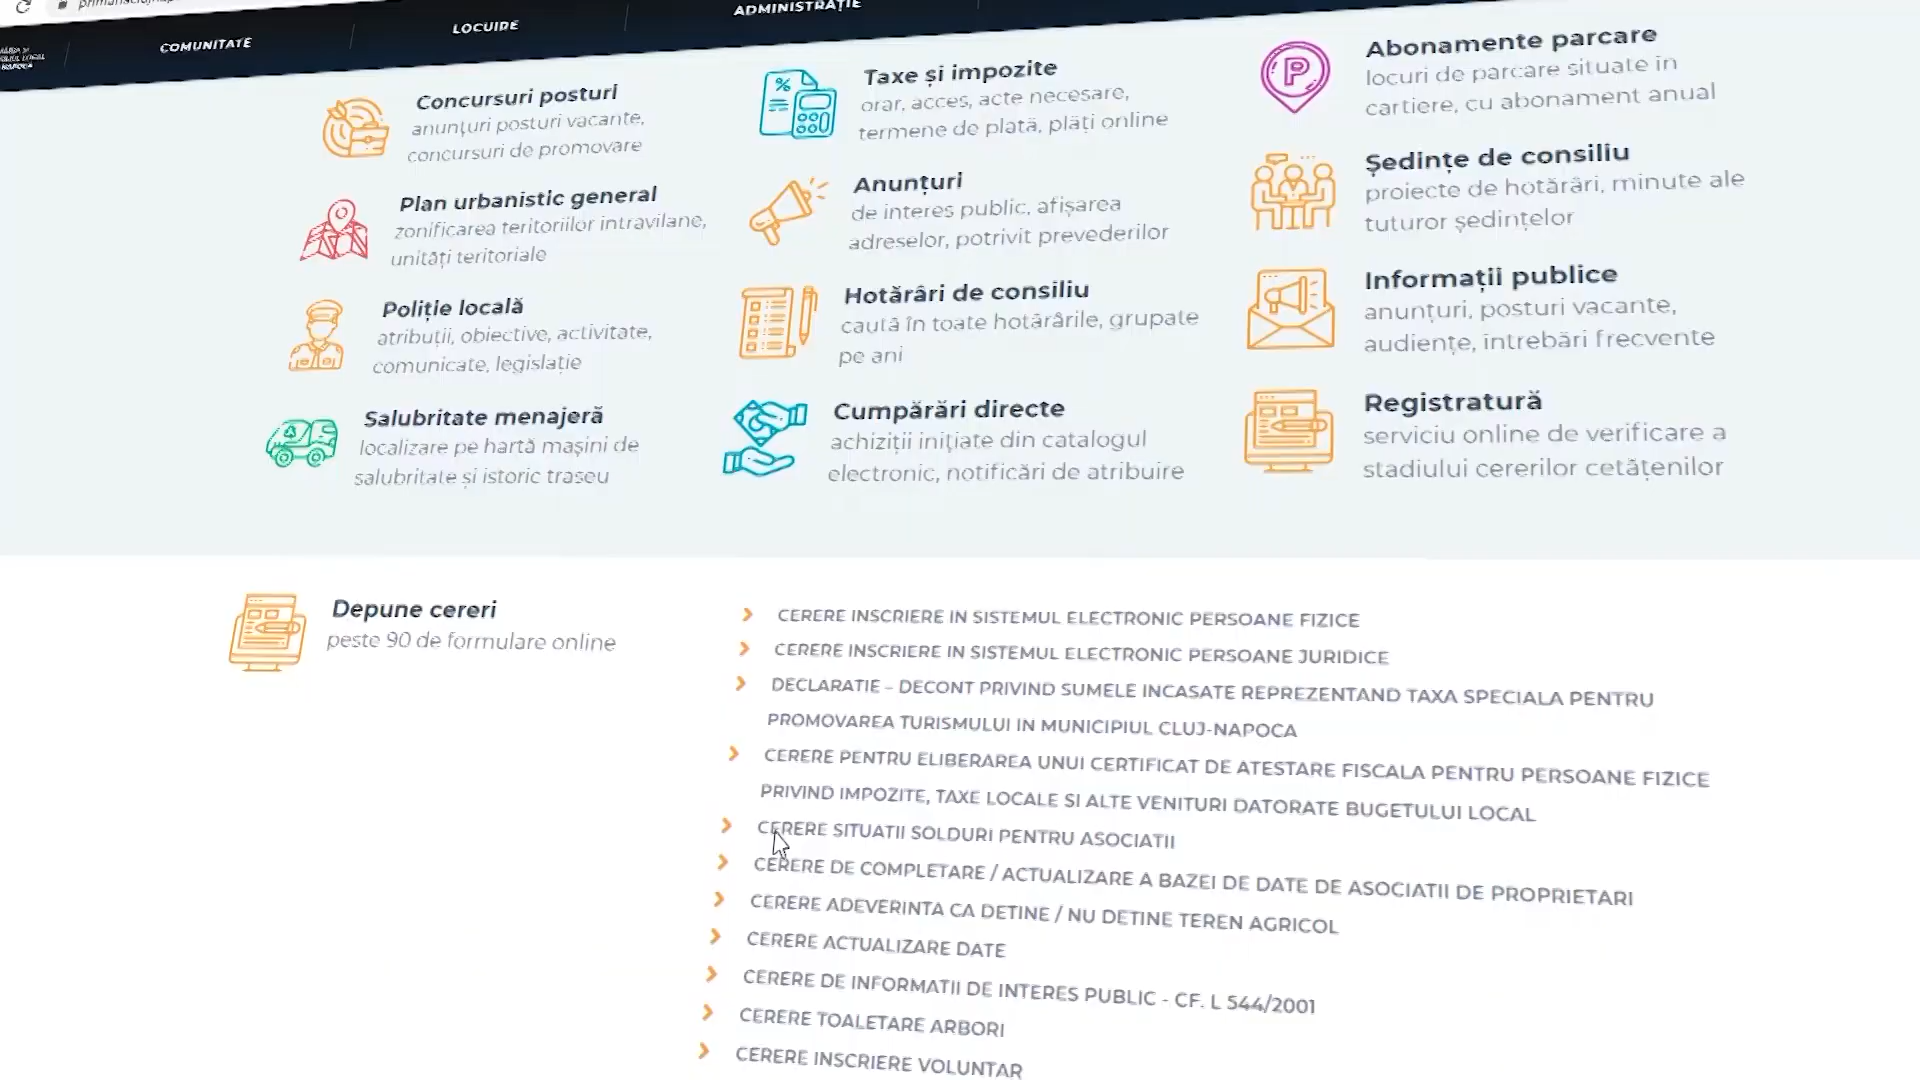 COMUNITATE
LOCUIRE
ADMINISTRAȚIE
Concursuri posturi
anunțuri posturi vacante,
concursuri de promovare
Plan urbanistic general
zonificarea teritoriilor intravilane,
unități teritoriale
Poliție locală
atribuții, obiective, activitate,
comunicate, legislație
Salubritate menajeră
localizare pe hartă mașini de
salubritate și istoric traseu
Taxe și impozite
orar, acces, acte necesare,
termene de plată, plăți online
Anunțuri
de interes public, afișarea
adreselor, potrivit prevederilor
Hotărâri de consiliu
caută în toate hotărârile, grupate
pe ani
Cumpărări directe
achiziții inițiate din catalogul
electronic, notificări de atribuire
P
Abonamente parcare
locuri de parcare situate in
cartiere, cu abonament anual
Ședințe de consiliu
proiecte de hotărâri, minute ale
tuturor ședințelor
Informații publice
anunțuri, posturi vacante,
audiențe, intrebări frecvente
Registratură
serviciu online de verificare a
stadiului cererilor cetățenilor
Depune cereri
peste 90 de formulare online
CERERE INSCRIERE IN SISTEMUL ELECTRONIC PERSOANE FIZICE
CERERE INSCRIERE IN SISTEMUL ELECTRONIC PERSOANE JURIDICE
DECLARATIE – DECONT PRIVIND SUMELE INCASATE REPREZENTAND TAXA SPECIALA PENTRU
PROMOVAREA TURISMULUI IN MUNICIPIUL CLUJ-NAPOCA
CERERE PENTRU ELIBERAREA UNUI CERTIFICAT DE ATESTARE FISCALA PENTRU PERSOANE FIZICE
PRIVIND IMPOZITE, TAXE LOCALE SI ALTE VENITURI DATORATE BUGETULUI LOCAL
CERERE SITUATII SOLDURI PENTRU ASOCIATII
CERERE DE COMPLETARE / ACTUALIZARE A BAZEI DE DATE DE ASOCIATII DE PROPRIETARI
CERERE ADEVERINTA CA DETINE / NU DETINE TEREN AGRICOL
CERERE ACTUALIZARE DATE
CERERE DE INFORMATII DE INTERES PUBLIC - CF. L 544/2001
CERERE TOALETARE ARBORI
CERERE INSCRIERE VOLUNTAR